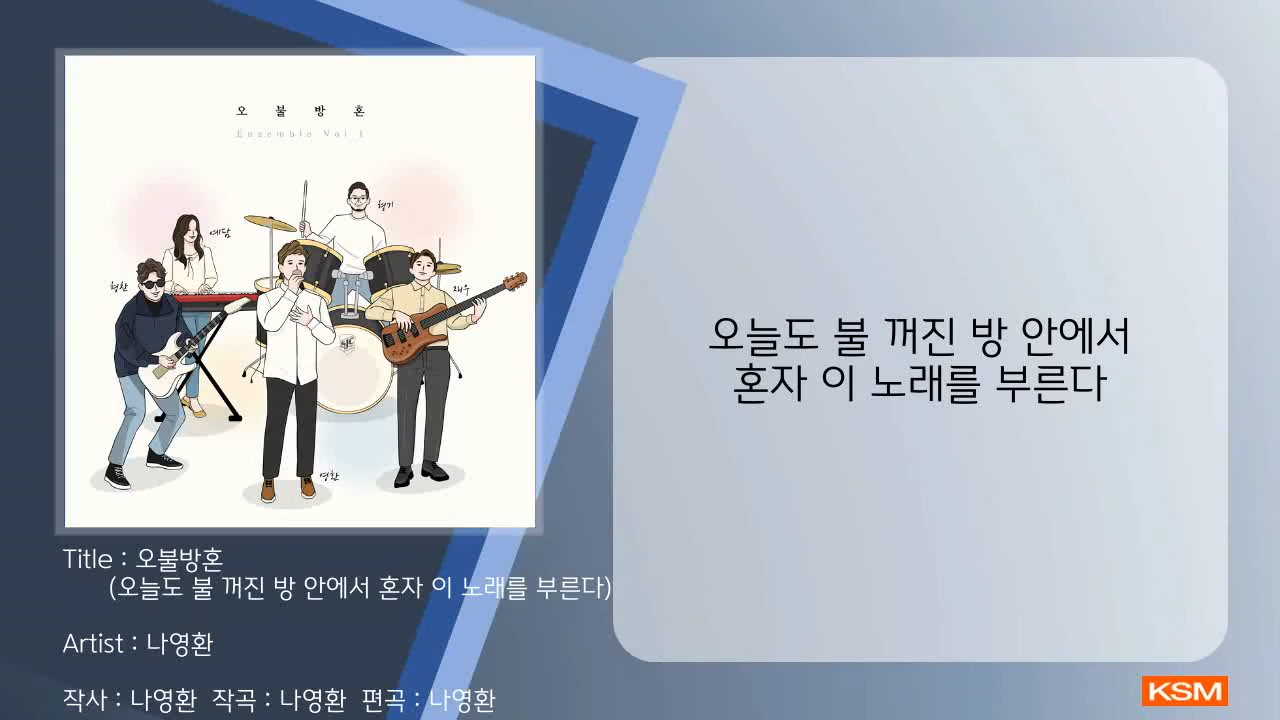 오 불 방 혼
Ensemble Vol 1
형기
예담
형찬
재우
영환
Title : 오불방혼
(오늘도 불 꺼진 방 안에서 혼자 이 노래를 부른다)
Artist : 나영환
작사 : 나영환 작곡 : 나영환 편곡 : 나영환
오늘도 불 꺼진 방 안에서
혼자 이 노래를 부른다
KSM